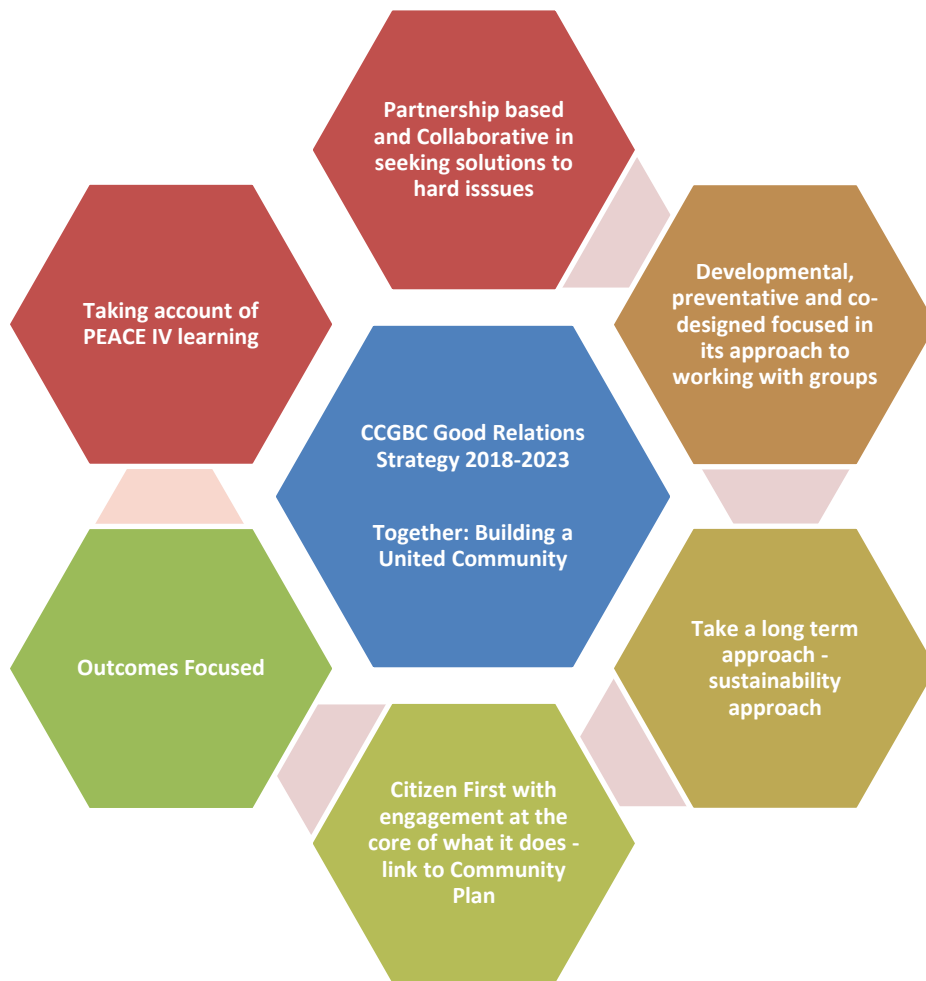 Partnership based
and Collaborative in
seeking solutions to
hard isssues
Developmental,
preventative and co-
designed focused in
its approach to
working with groups
Taking account of
PEACE IV learning
CCGBC Good Relations
Strategy 2018-2023
Together: Building a
United Community
Take a long term
approach -
sustainability
approach
Outcomes Focused
Citizen First with
engagement at the
core of what it does -
link to Community
Plan